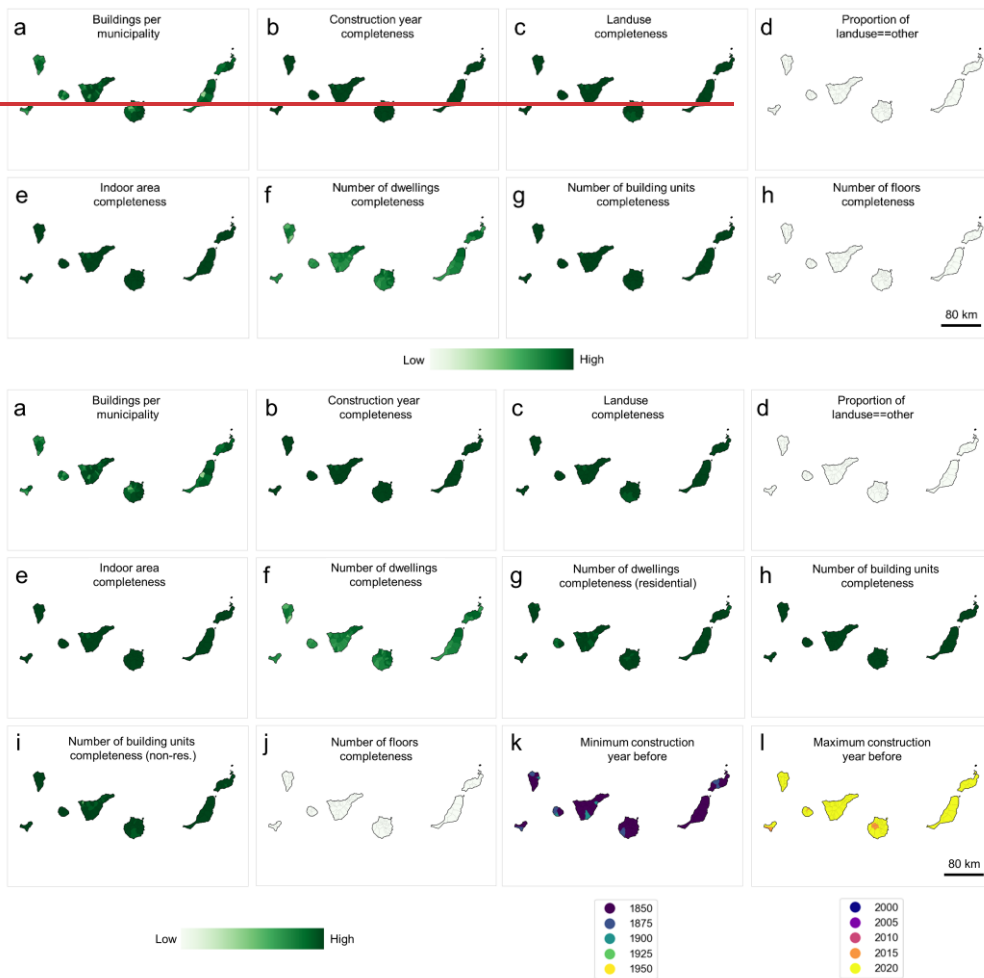 a
Buildings per
municipality
b
Construction year
completeness
c
Landuse
completeness
d
Proportion of
landuse==other
e
Indoor area
completeness
f
Number of dwellings
completeness
g
Number of building units
completeness
h
Number of floors
completeness
80 km
Low
High
a
Buildings per
municipality
b
Construction year
completeness
c
Landuse
completeness
d
Proportion of
landuse==other
e
Indoor area
completeness
f
Number of dwellings
completeness
g
Number of dwellings
completeness (residential)
h
Number of building units
completeness
i
Number of building units
completeness (non-res.)
j
Number of floors
completeness
k
Minimum construction
year before
l
Maximum construction
year before
80 km
Low
High
1850
1875
1900
1925
1950
2000
2005
2010
2015
2020